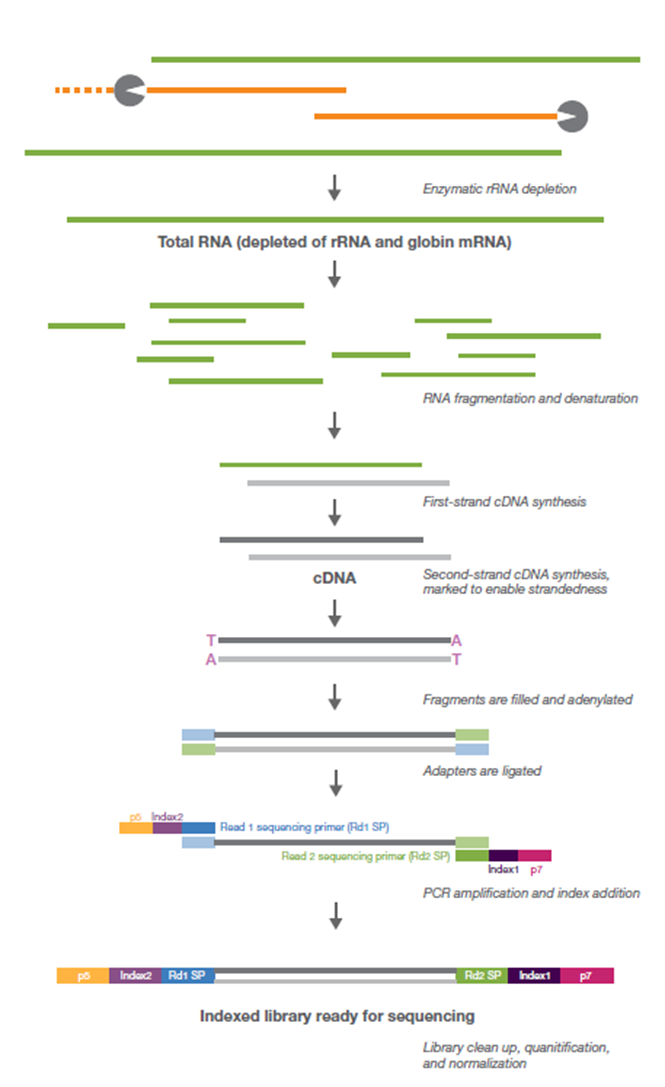 Enzymatic rRNA depletion
Total RNA (depleted of rRNA and globin mRNA)
RNA fragmentation and denaturation
First-strand cDNA synthesis
cDNA
Second-strand cDNA synthesis,
marked to enable strandedness
T A
A T
Fragments are filled and adenylated
Adapters are ligated
p5 Index2
Read 1 sequencing primer (Rd1 SP)
Read 2 sequencing primer (Rd2 SP)
Index1 p7
PCR amplification and index addition
p5 Index2 Rd1 SP Rd2 SP Index1 p7
Indexed library ready for sequencing
Library clean up, quanitification,
and normalization